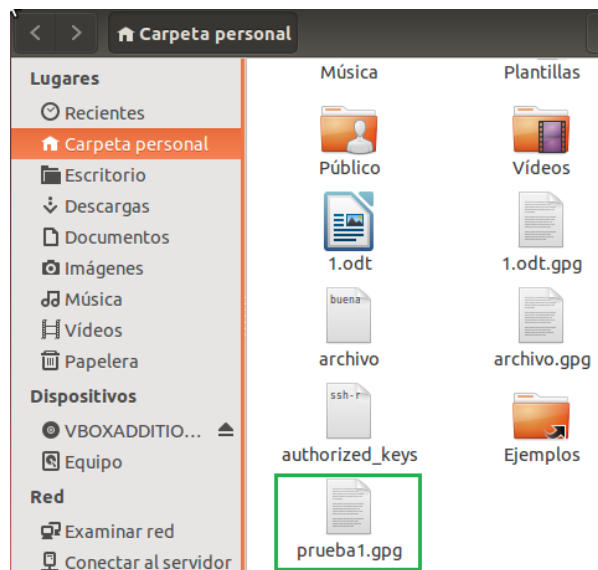 Carpeta personal
Lugares
Recientes
Carpeta personal
Escritorio
Descargas
Documentos
Imágenes
Música
Vídeos
Papelera
Dispositivos
VBOXADDITIO...
Equipo
Red
Examinar red
Conectar al servidor
Música
Plantillas
Público
Vídeos
1.odt
1.odt.gpg
buena
archivo
archivo.gpg
ssh-r
authorized_keys
Ejemplos
prueba1.gpg